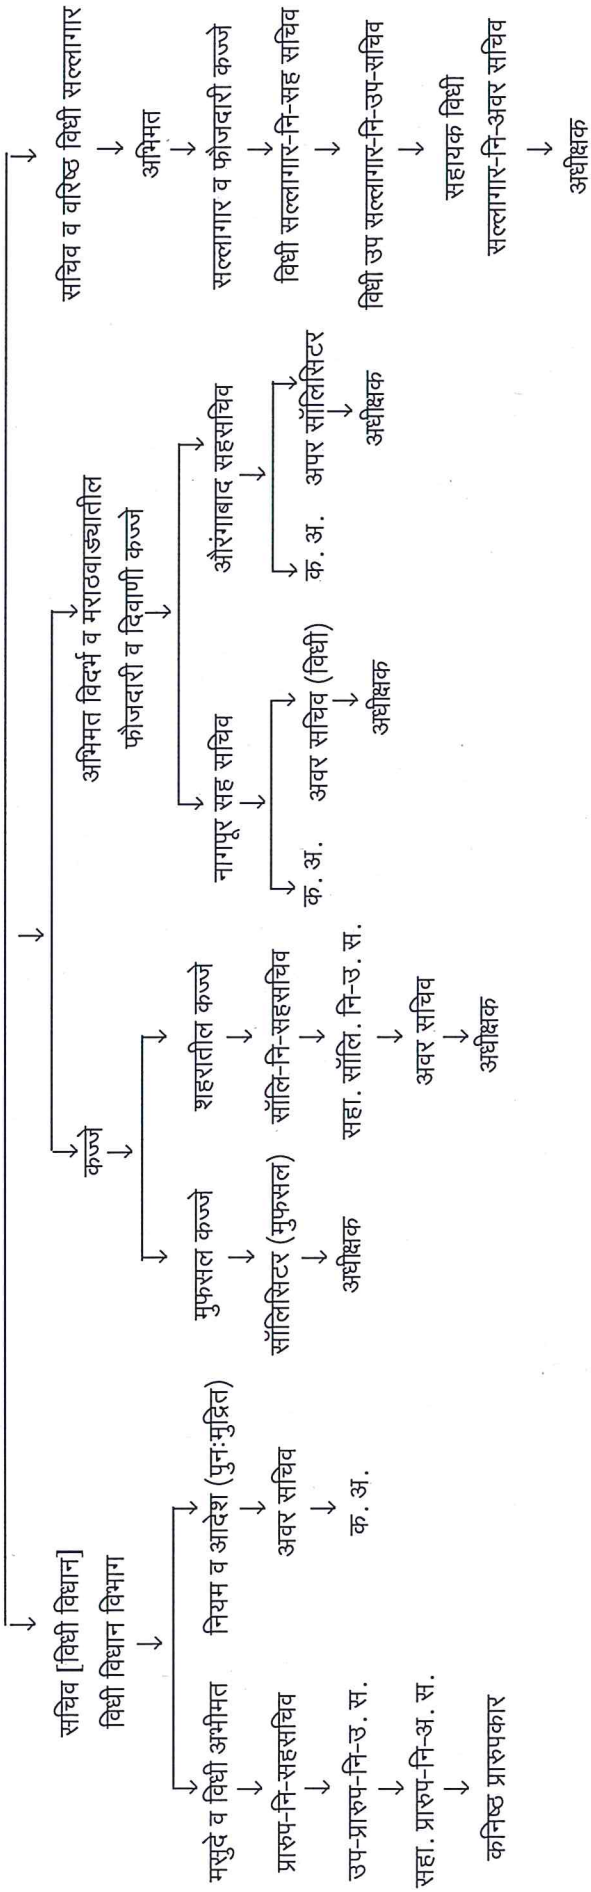 सचिव [विधी विधान]
विधी विधान विभाग
मसुदे व विधी अभीमत
प्रारुप-नि-सहसचिव
उप-प्रारुप-नि-उ. स.
सहा. प्रारुप-नि-अ. स.
कनिष्ठ प्रारुपकार
नियम व आदेश (पुनःमुद्रित)
अवर सचिव
क. अ.
कज्जे
मुफसल कज्जे
सॉलिसिटर (मुफसल)
अधीक्षक
शहरातील कज्जे
सॉलि-नि-सहसचिव
सहा. सॉलि. नि-उ. स.
अवर सचिव
अधीक्षक
अभिमत विदर्भ व मराठवाड्यातील
फौजदारी व दिवाणी कज्जे
नागपूर सह सचिव
क. अ.
अवर सचिव (विधी)
अधीक्षक
औरंगाबाद सहसचिव
क. अ.
अपर सॉलिसिटर
अधीक्षक
सचिव व वरिष्ठ विधी सल्लागार
अभिमत
सल्लागार व फौजदारी कज्जे
विधी सल्लागार-नि-सह सचिव
विधी उप सल्लागार-नि-उप-सचिव
सहायक विधी
सल्लागार-नि-अवर सचिव
अधीक्षक